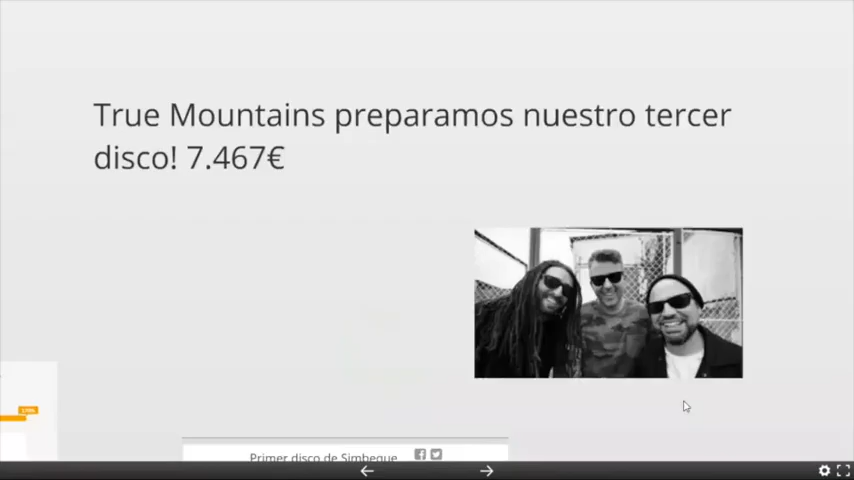 True Mountains preparamos nuestro tercer
disco! 7.467€
Primer disco de Simbeque